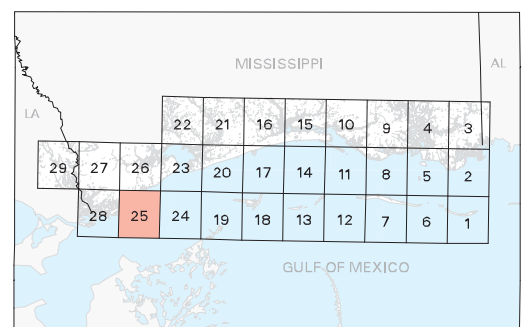 MISSISSIPPI
AL
LA
22 21 16 15 10 9 4 3
29 27 26 23 20 17 14 11 8 5 2
28 25 24 19 18 13 12 7 6 1
GULF OF MEXICO